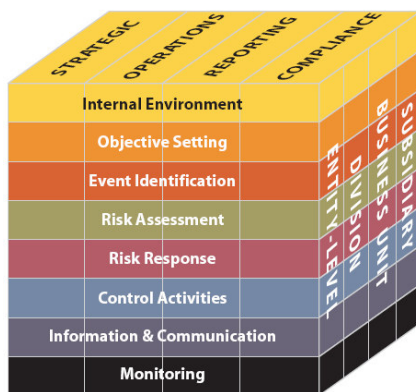 STRATEGIC
OPERATIONS
REPORTING
COMPLIANCE
Internal Environment
Objective Setting
Event Identification
Risk Assessment
Risk Response
Control Activities
Information & Communication
Monitoring
ENTITY-LEVEL
DIVISION
BUSINESS UNIT
SUBSIDIARY